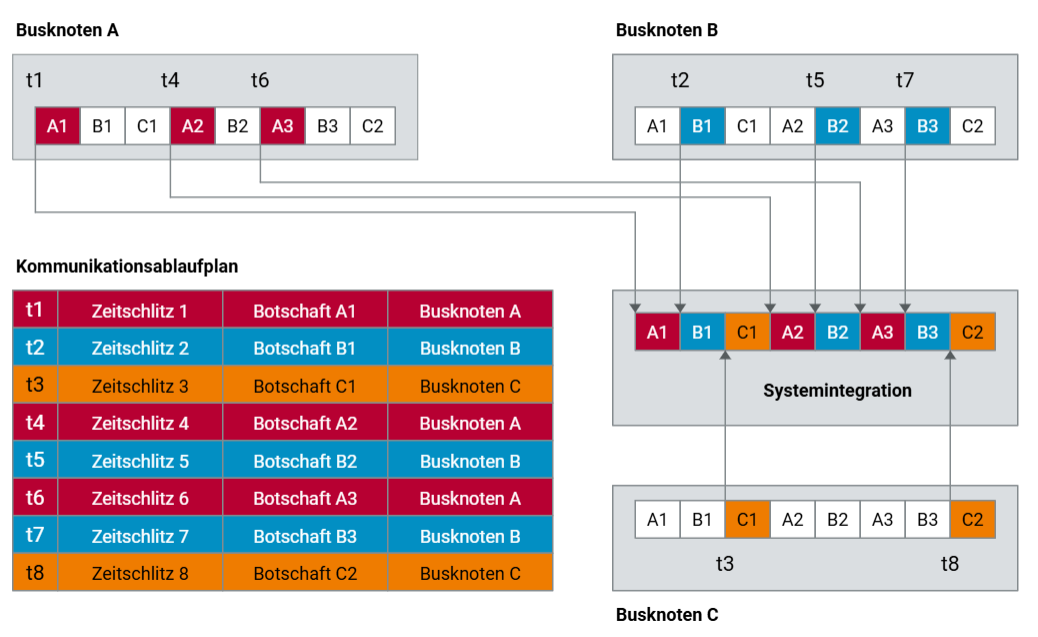 Busknoten A
t1 t4 t6
A1 B1 C1 A2 B2 A3 B3 C2
Busknoten B
t2 t5 t7
A1 B1 C1 A2 B2 A3 B3 C2
Kommunikationsablaufplan
t1 Zeitschlitz 1 Botschaft A1 Busknoten A
t2 Zeitschlitz 2 Botschaft B1 Busknoten B
t3 Zeitschlitz 3 Botschaft C1 Busknoten C
t4 Zeitschlitz 4 Botschaft A2 Busknoten A
t5 Zeitschlitz 5 Botschaft B2 Busknoten B
t6 Zeitschlitz 6 Botschaft A3 Busknoten A
t7 Zeitschlitz 7 Botschaft B3 Busknoten B
t8 Zeitschlitz 8 Botschaft C2 Busknoten C
A1 B1 C1 A2 B2 A3 B3 C2
Systemintegration
A1 B1 C1 A2 B2 A3 B3 C2
t3 t8
Busknoten C